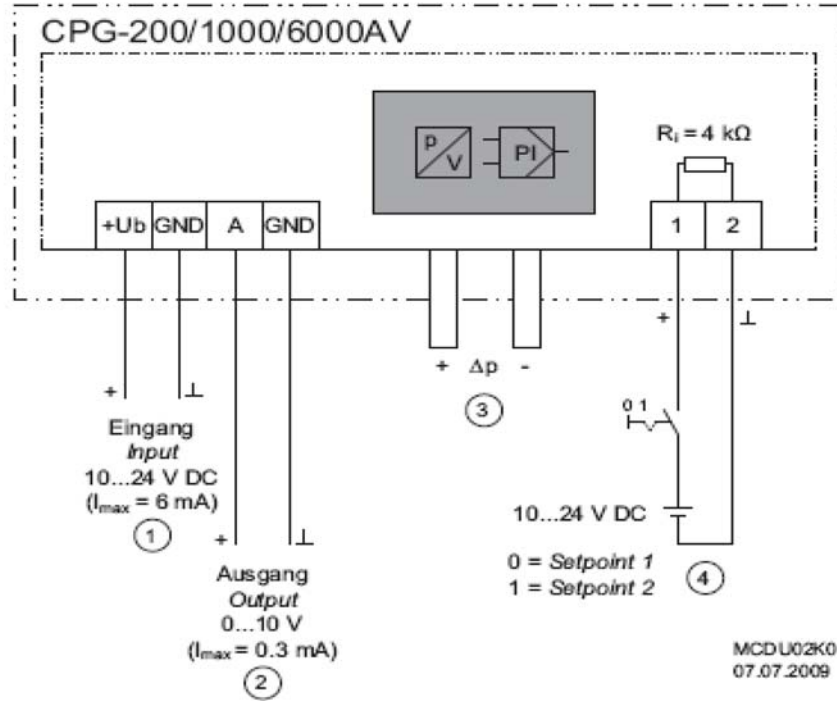 CPG-200/1000/6000AV
p
V
PI
Rᵢ = 4 kΩ
+Ub GND A GND
1 2
+ ⊥
Eingang
Input
10...24 V DC
(Iₘₐₓ = 6 mA)
1
+ ⊥
Ausgang
Output
0...10 V
(Iₘₐₓ = 0.3 mA)
2
+ Δp -
3
+ ⊥
0 1
10...24 V DC
0 = Setpoint 1
1 = Setpoint 2
4
MCDU02K0
07.07.2009